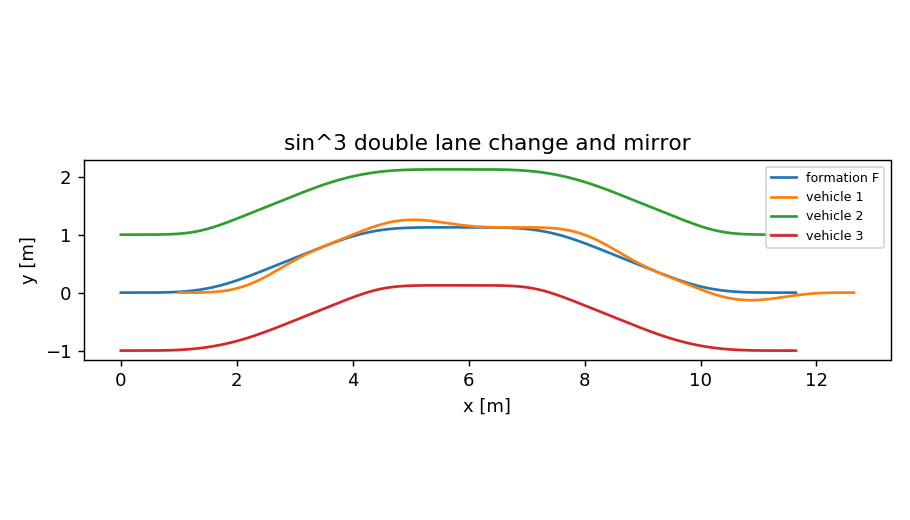 sin^3 double lane change and mirror
formation F
vehicle 1
vehicle 2
vehicle 3
y [m]
2
1
0
−1
0 2 4 6 8 10 12
x [m]